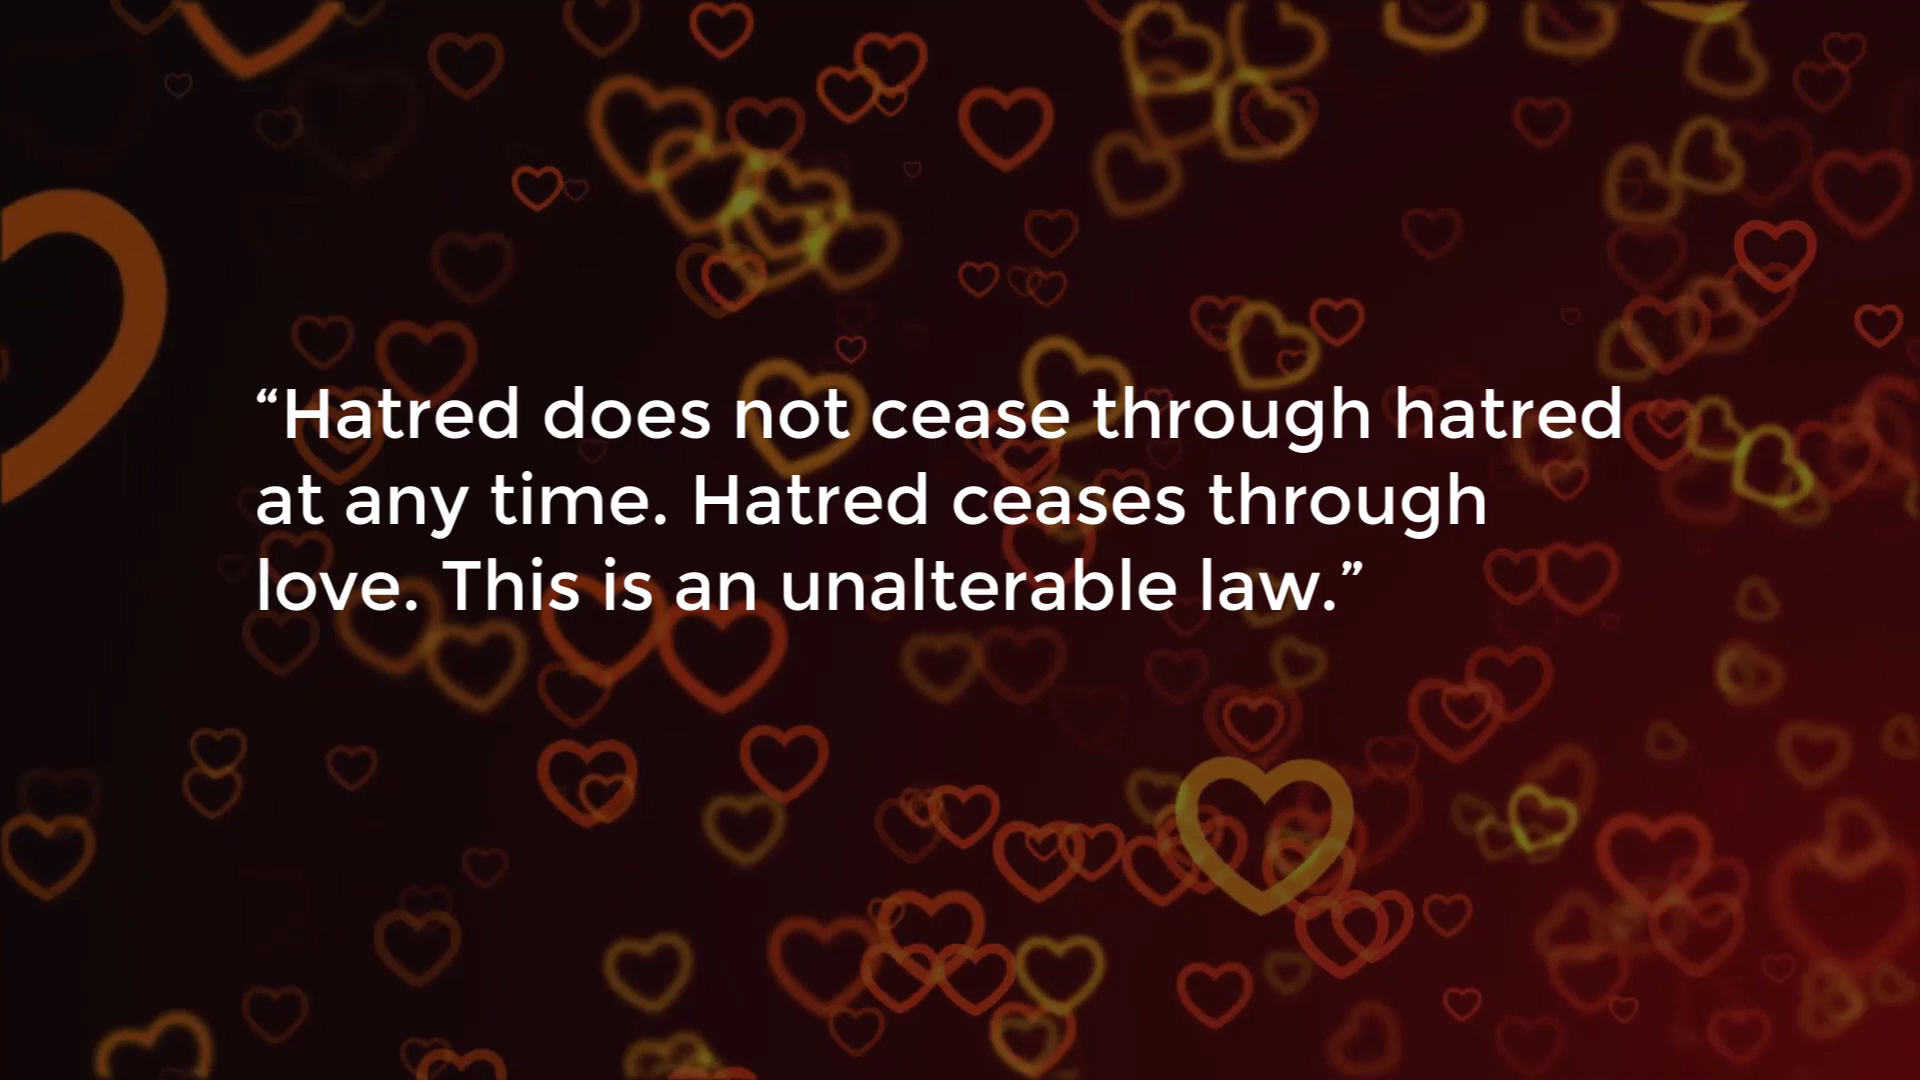 “Hatred does not cease through hatred
at any time. Hatred ceases through
love. This is an unalterable law.”